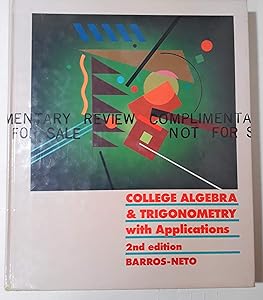 MENTARY REVIEW COMPLIMENTA
FOR SALE NOT FOR S
COLLEGE ALGEBRA
& TRIGONOMETRY
with Applications
2nd edition
BARROS-NETO